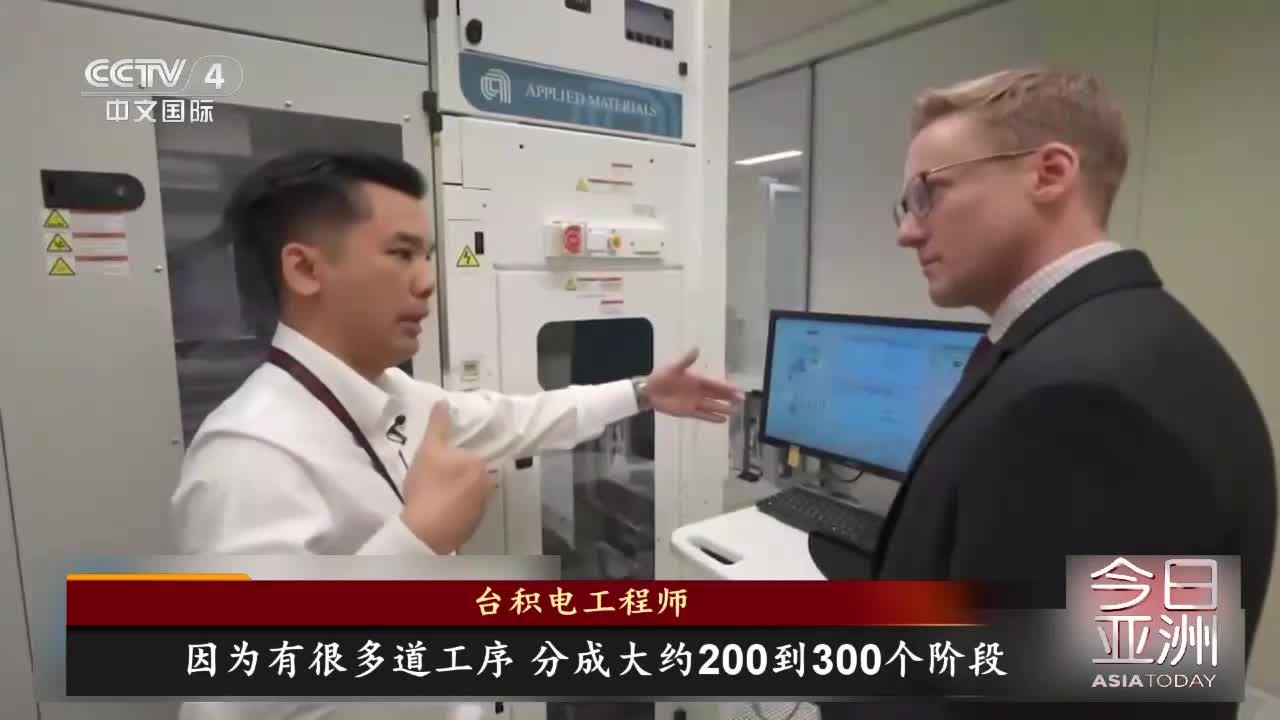 CCTV 4
中文国际
APPLIED MATERIALS
台积电工程师
因为有很多道工序 分成大约200到300个阶段
今日
亚洲
ASIA TODAY